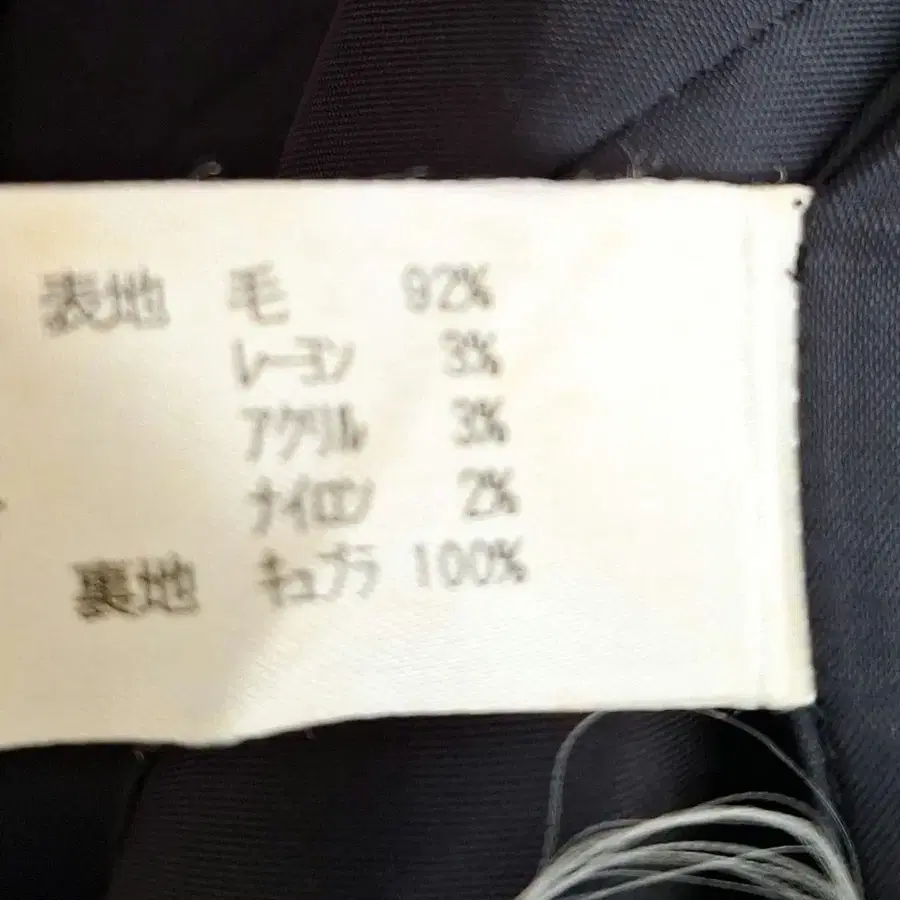 表地 毛 92%
レーヨン 3%
アクリル 3%
ナイロン 2%
裏地 キュプラ 100%